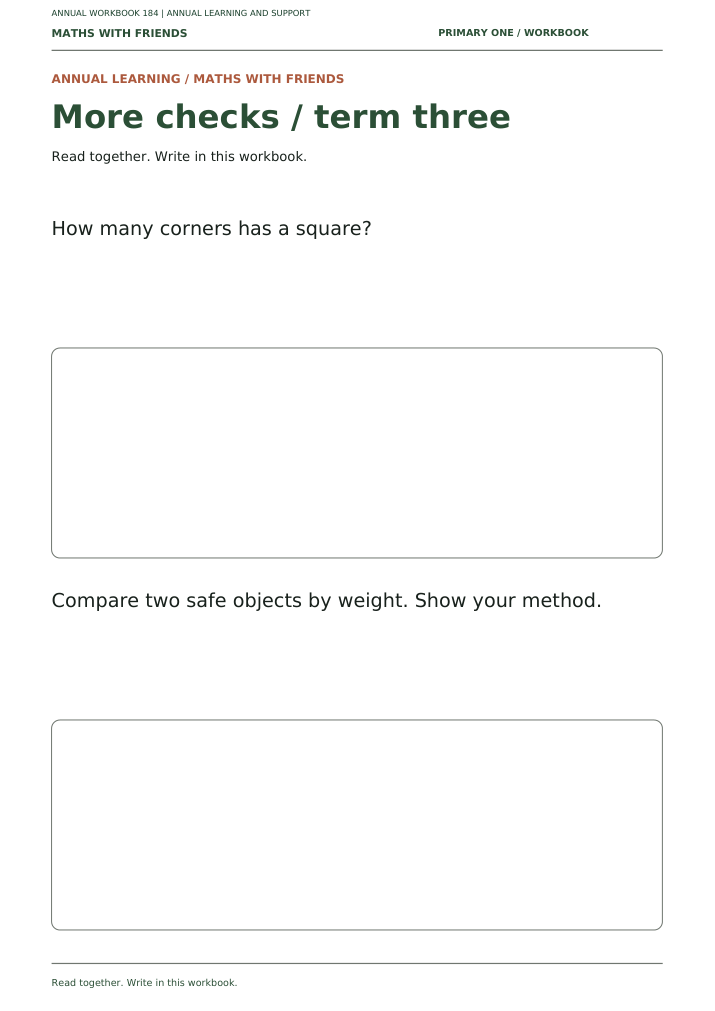 ANNUAL WORKBOOK 184 | ANNUAL LEARNING AND SUPPORT
MATHS WITH FRIENDS
PRIMARY ONE / WORKBOOK
ANNUAL LEARNING / MATHS WITH FRIENDS
More checks / term three
Read together. Write in this workbook.
How many corners has a square?
Compare two safe objects by weight. Show your method.
Read together. Write in this workbook.